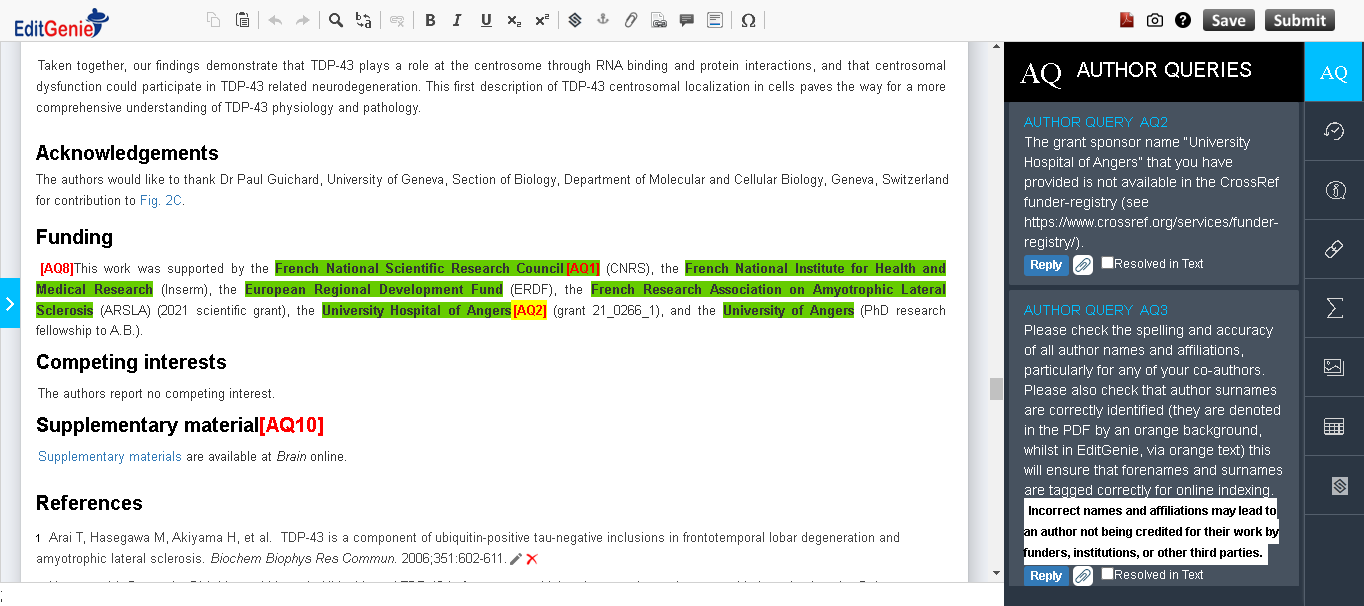 EditGenie
B I U X₂ X² Ω
Save Submit
Taken together, our findings demonstrate that TDP-43 plays a role at the centrosome through RNA binding and protein interactions, and that centrosomal
dysfunction could participate in TDP-43 related neurodegeneration. This first description of TDP-43 centrosomal localization in cells paves the way for a more
comprehensive understanding of TDP-43 physiology and pathology.
Acknowledgements
The authors would like to thank Dr Paul Guichard, University of Geneva, Section of Biology, Department of Molecular and Cellular Biology, Geneva, Switzerland
for contribution to Fig. 2C.
Funding
[AQ8]This work was supported by the French National Scientific Research Council[AQ1] (CNRS), the French National Institute for Health and
Medical Research (Inserm), the European Regional Development Fund (ERDF), the French Research Association on Amyotrophic Lateral
Sclerosis (ARSLA) (2021 scientific grant), the University Hospital of Angers[AQ2] (grant 21_0266_1), and the University of Angers (PhD research
fellowship to A.B.).
Competing interests
The authors report no competing interest.
Supplementary material[AQ10]
Supplementary materials are available at Brain online.
References
1 Arai T, Hasegawa M, Akiyama H, et al. TDP-43 is a component of ubiquitin-positive tau-negative inclusions in frontotemporal lobar degeneration and
amyotrophic lateral sclerosis. Biochem Biophys Res Commun. 2006;351:602-611.
;
AQ AUTHOR QUERIES
AQ
AUTHOR QUERY AQ2
The grant sponsor name "University
Hospital of Angers" that you have
provided is not available in the CrossRef
funder-registry (see
https://www.crossref.org/services/funder-
registry/).
Reply Resolved in Text
AUTHOR QUERY AQ3
Please check the spelling and accuracy
of all author names and affiliations,
particularly for any of your co-authors.
Please also check that author surnames
are correctly identified (they are denoted
in the PDF by an orange background,
whilst in EditGenie, via orange text) this
will ensure that forenames and surnames
are tagged correctly for online indexing.
Incorrect names and affiliations may lead to
an author not being credited for their work by
funders, institutions, or other third parties.
Reply Resolved in Text